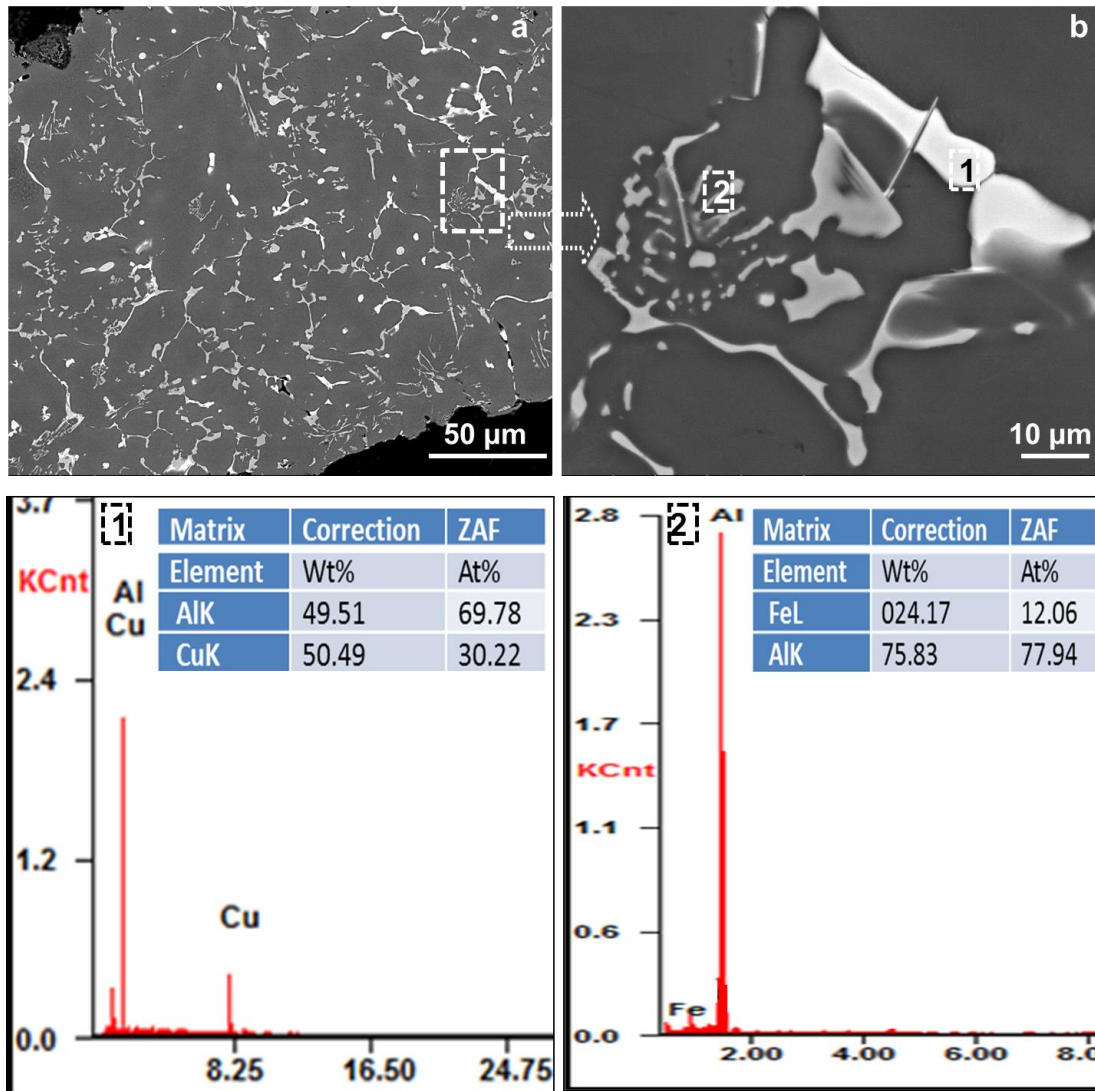 a
50 µm
b
1
2
10 µm
1
Matrix Correction ZAF
Element Wt% At%
AlK 49.51 69.78
CuK 50.49 30.22
3.7
KCnt
Al
Cu
2.4
1.2
Cu
0.0
8.25 16.50 24.75
2
Al
Matrix Correction ZAF
Element Wt% At%
FeL 024.17 12.06
AlK 75.83 77.94
2.8
2.3
1.7
KCnt
1.1
0.6
Fe
0.0
2.00 4.00 6.00 8.0